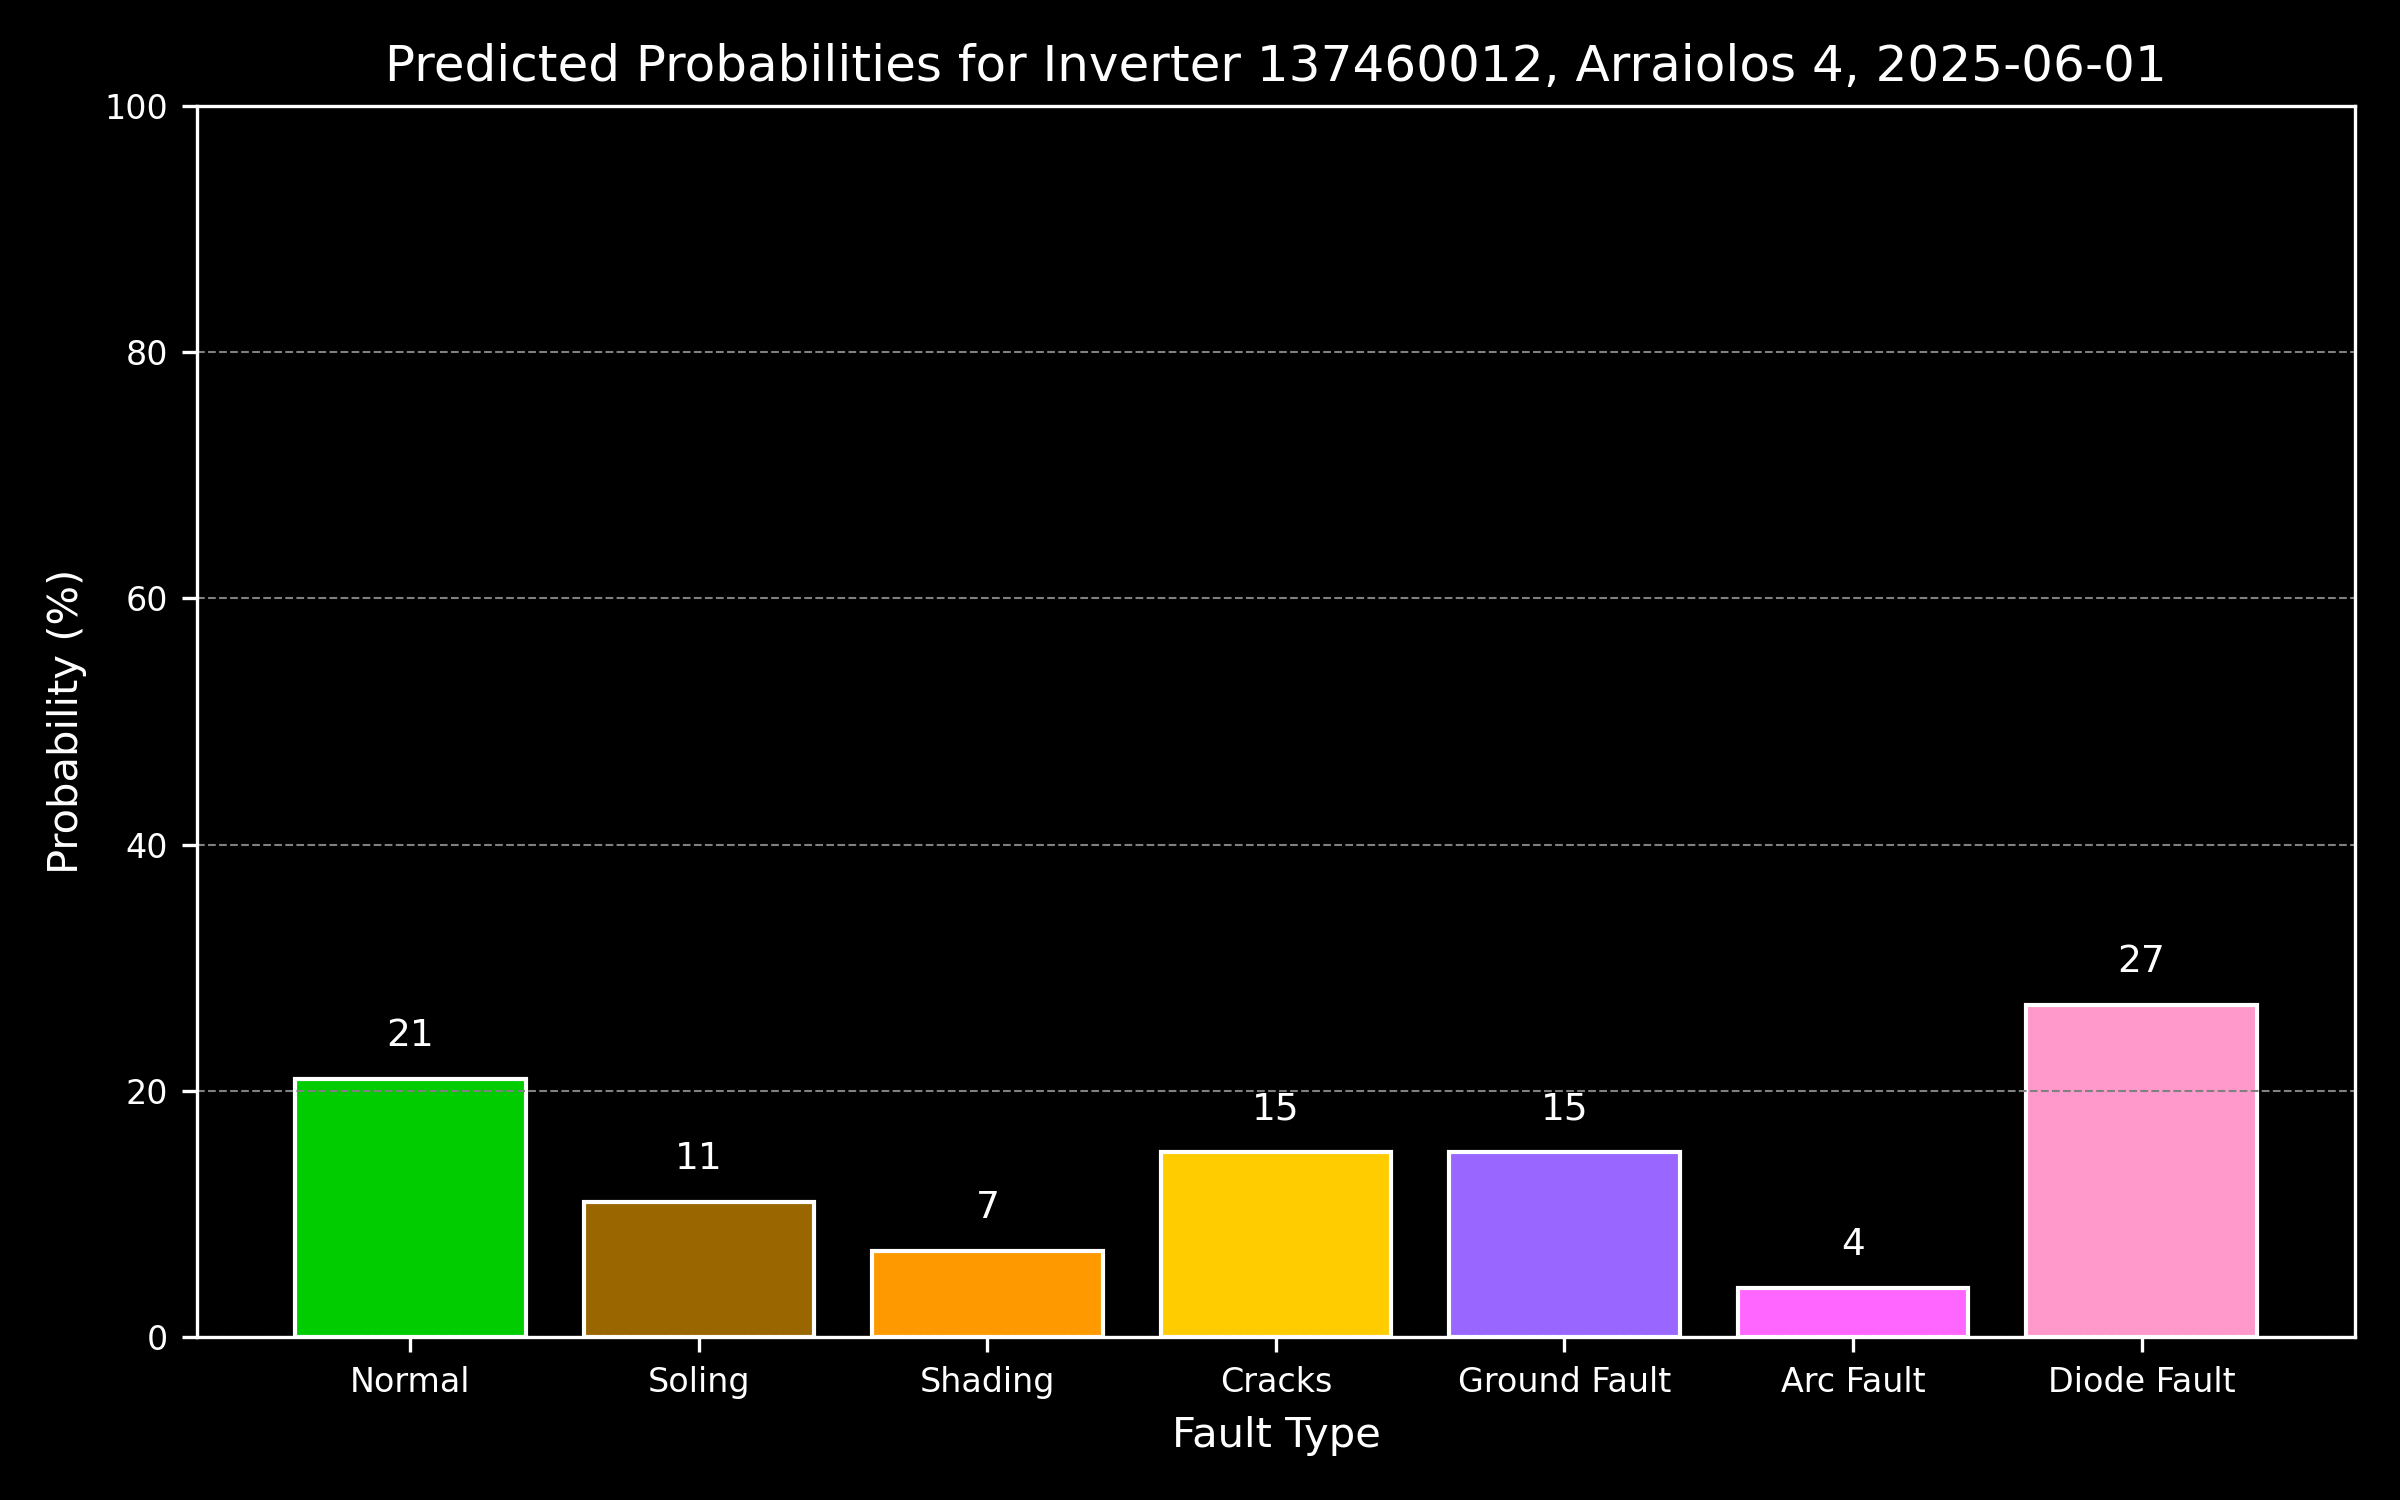 Predicted Probabilities for Inverter 137460012, Arraiolos 4, 2025-06-01
100
80
60
40
20
0
Probability (%)
21
11
7
15
15
4
27
Normal
Soling
Shading
Cracks
Ground Fault
Arc Fault
Diode Fault
Fault Type